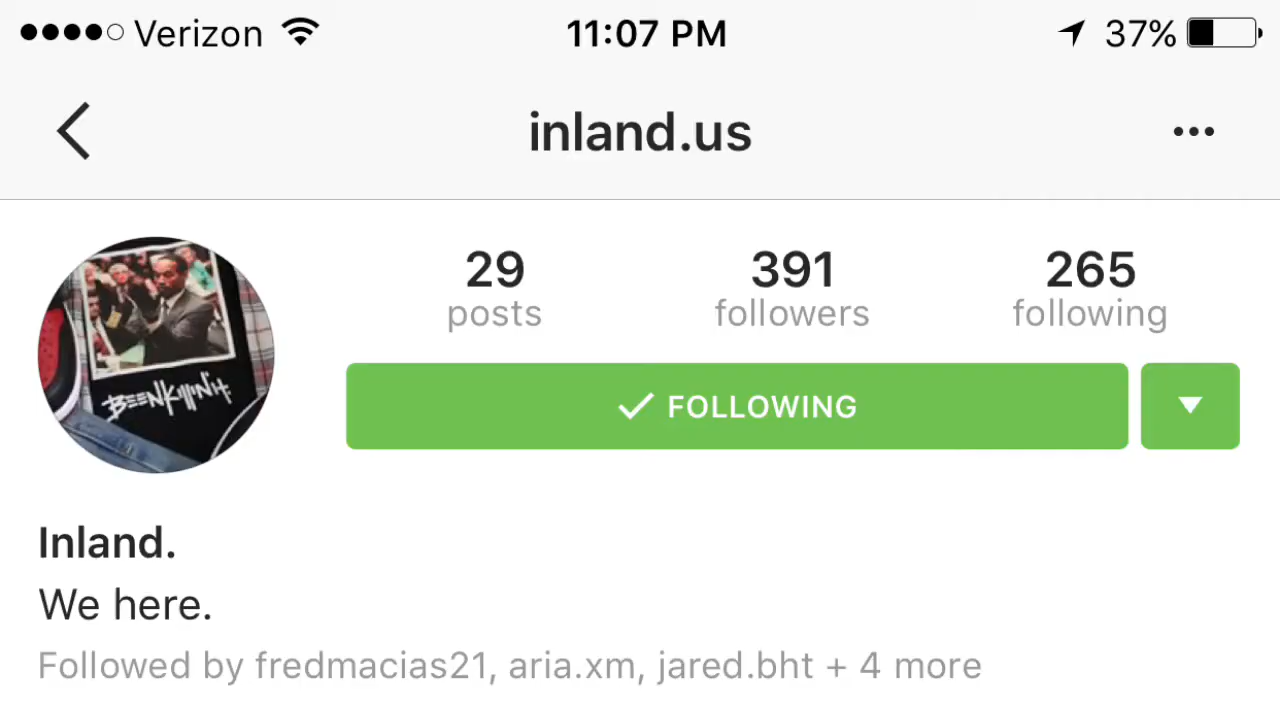 Verizon 11:07 PM 37%
inland.us
29 391 265
posts followers following
FOLLOWING
BEENKILLINIT.
Inland.
We here.
Followed by fredmacias21, aria.xm, jared.bht + 4 more